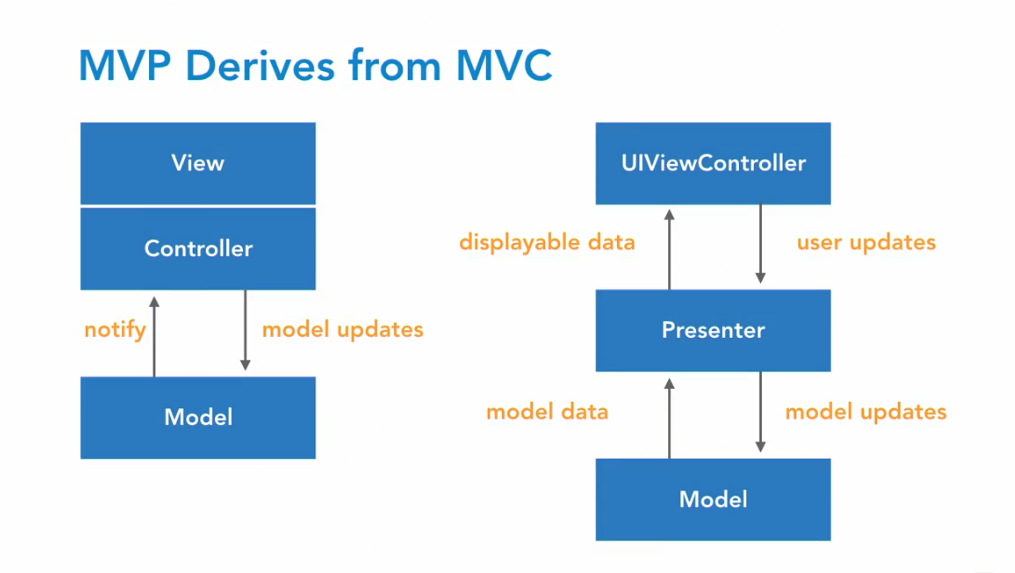 MVP Derives from MVC
View
Controller
notify
model updates
Model
UIViewController
displayable data
user updates
Presenter
model data
model updates
Model